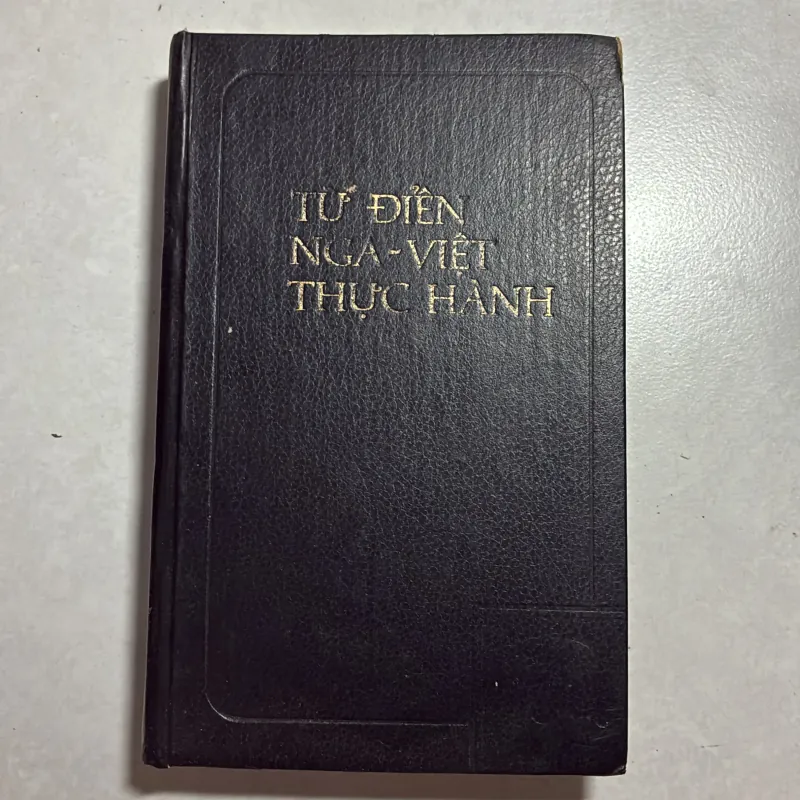 TỪ ĐIỂN
NGA-VIỆT
THỰC HÀNH